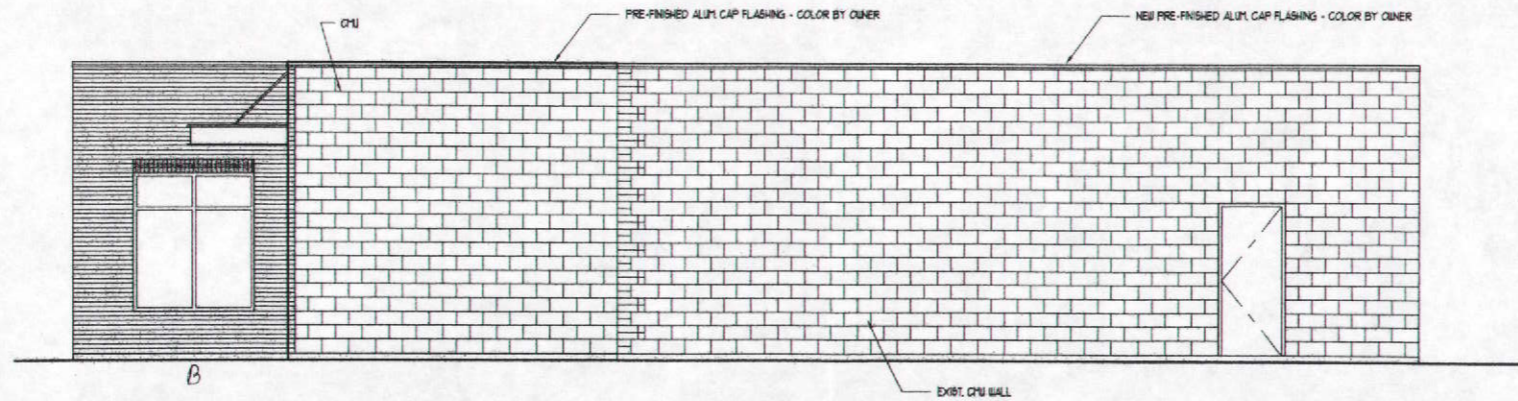 CMU
PRE-FINISHED ALUM. CAP FLASHING - COLOR BY OWNER
NEW PRE-FINISHED ALUM. CAP FLASHING - COLOR BY OWNER
B
EXIST. CMU WALL